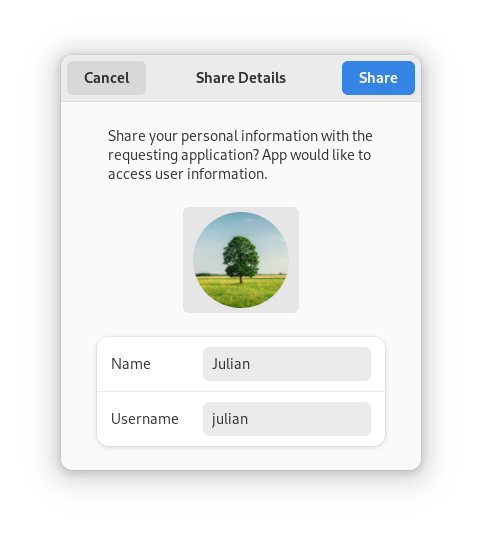 Cancel
Share Details
Share
Share your personal information with the
requesting application? App would like to
access user information.
Name
Julian
Username
julian